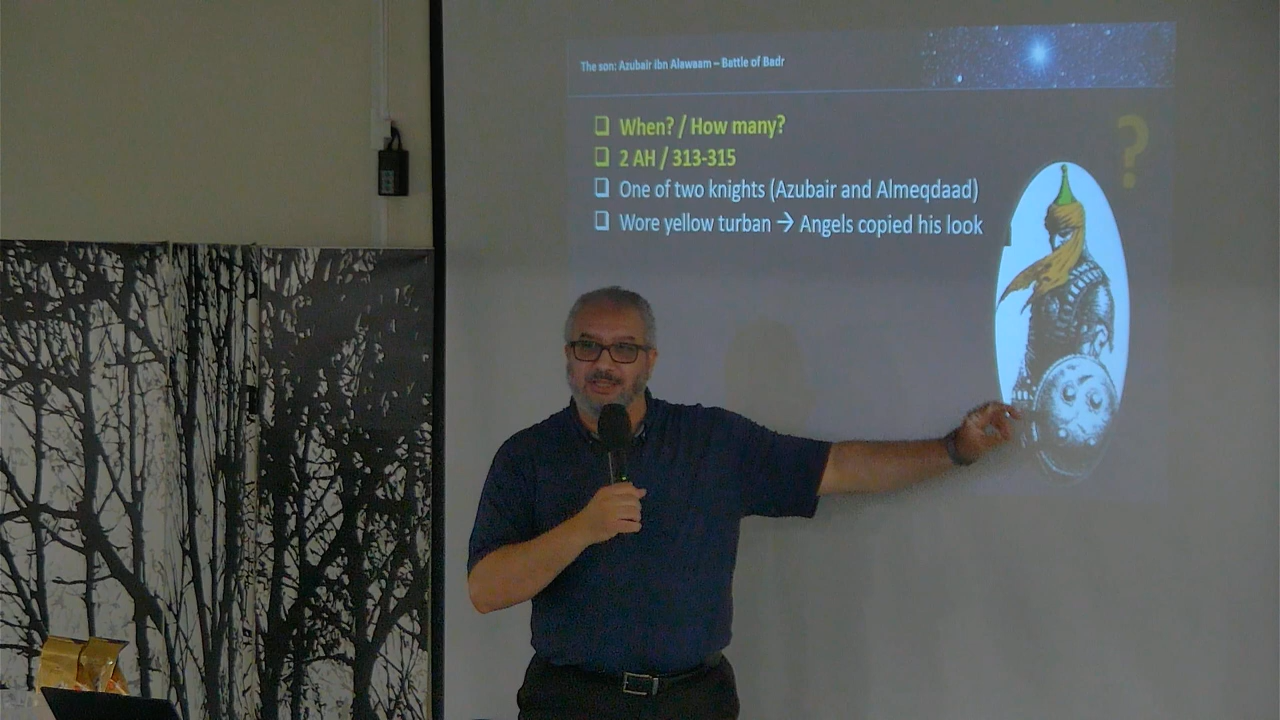 The son: Azubair ibn Alawaam – Battle of Badr
❑ When? / How many?
❑ 2 AH / 313-315
❑ One of two knights (Azubair and Almeqdaad)
❑ Wore yellow turban → Angels copied his look
?